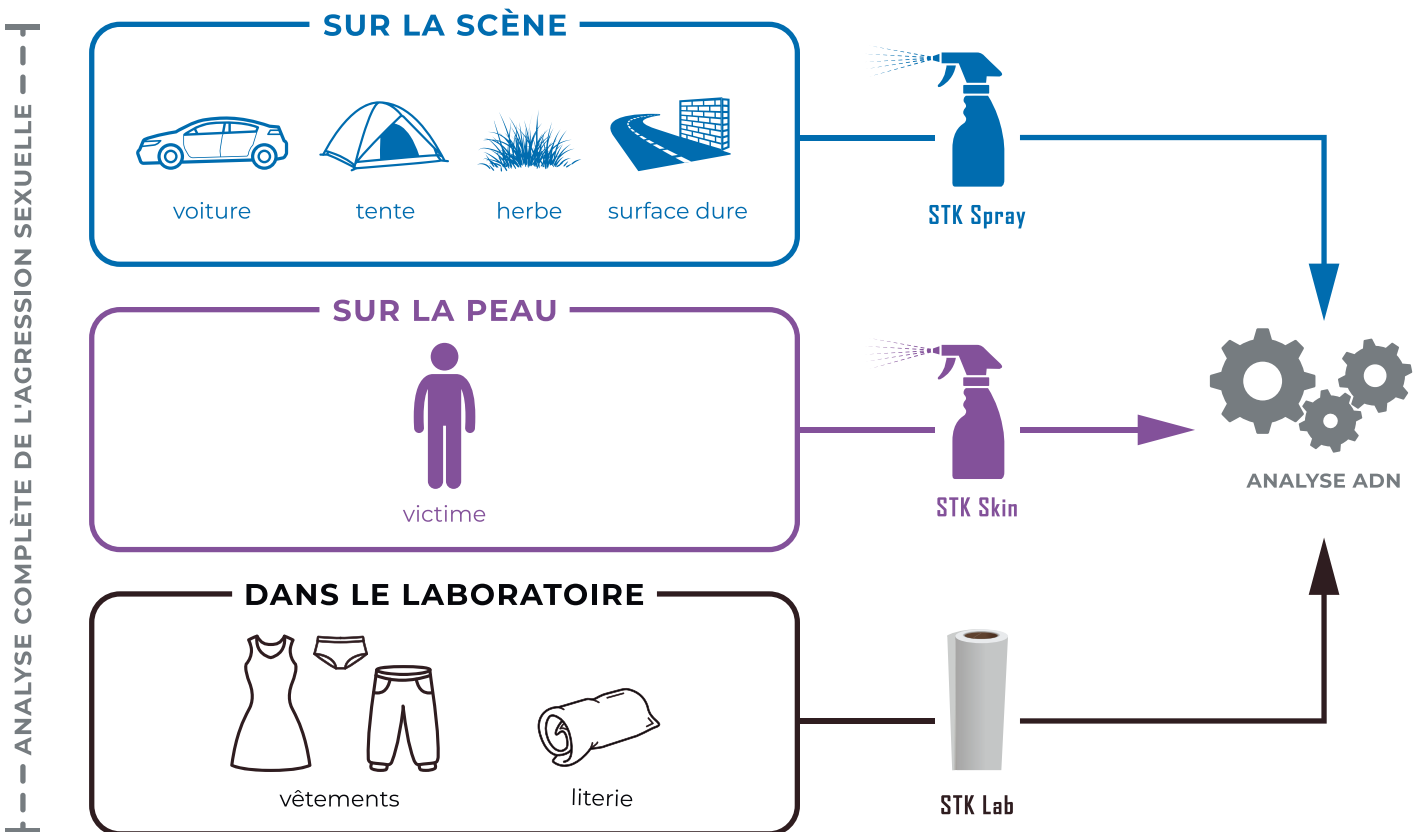 ANALYSE COMPLÈTE DE L'AGRESSION SEXUELLE
SUR LA SCÈNE
voiture
tente
herbe
surface dure
STK Spray
SUR LA PEAU
victime
STK Skin
ANALYSE ADN
DANS LE LABORATOIRE
vêtements
literie
STK Lab